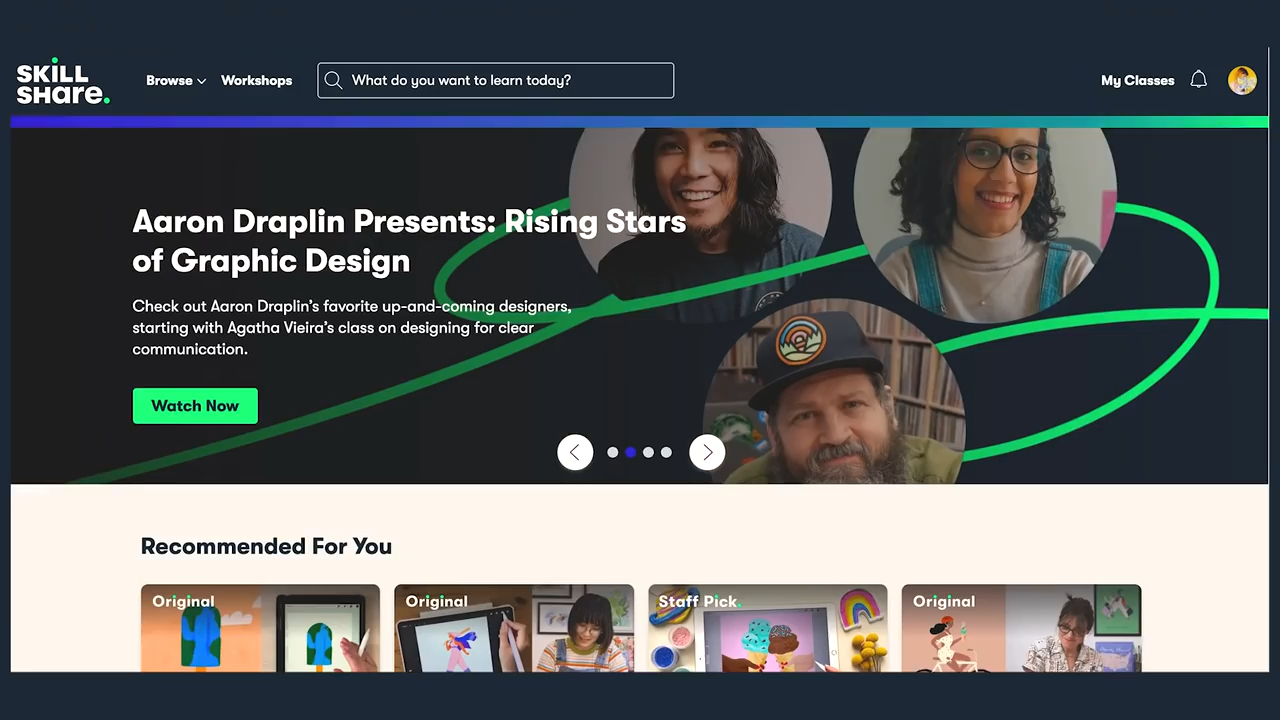 SKILL
SHare.
Browse
Workshops
What do you want to learn today?
My Classes
Aaron Draplin Presents: Rising Stars
of Graphic Design
Check out Aaron Draplin's favorite up-and-coming designers,
starting with Agatha Vieira's class on designing for clear
communication.
Watch Now
Recommended For You
Original
Original
Staff Pick.
Original